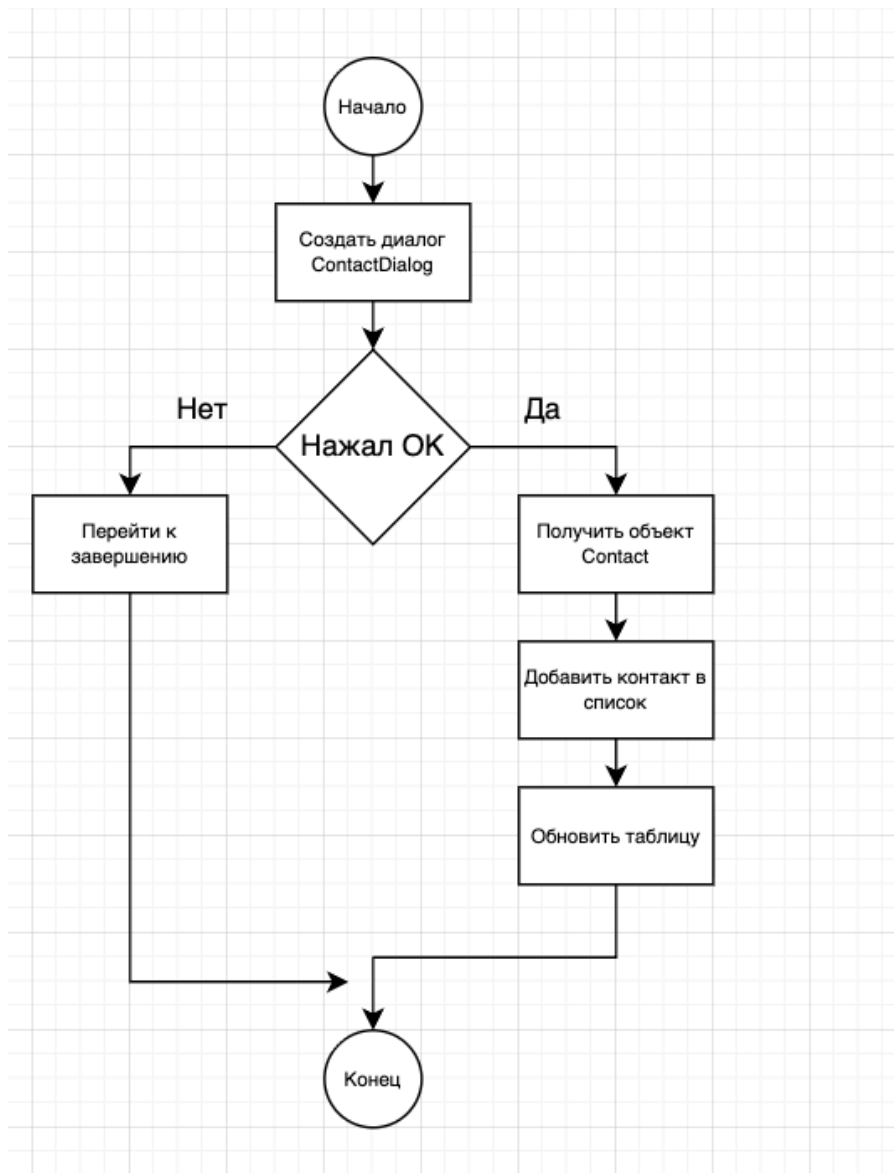 Начало
Создать диалог
ContactDialog
Нет
Да
Нажал ОК
Перейти к
завершению
Получить объект
Contact
Добавить контакт в
список
Обновить таблицу
Конец